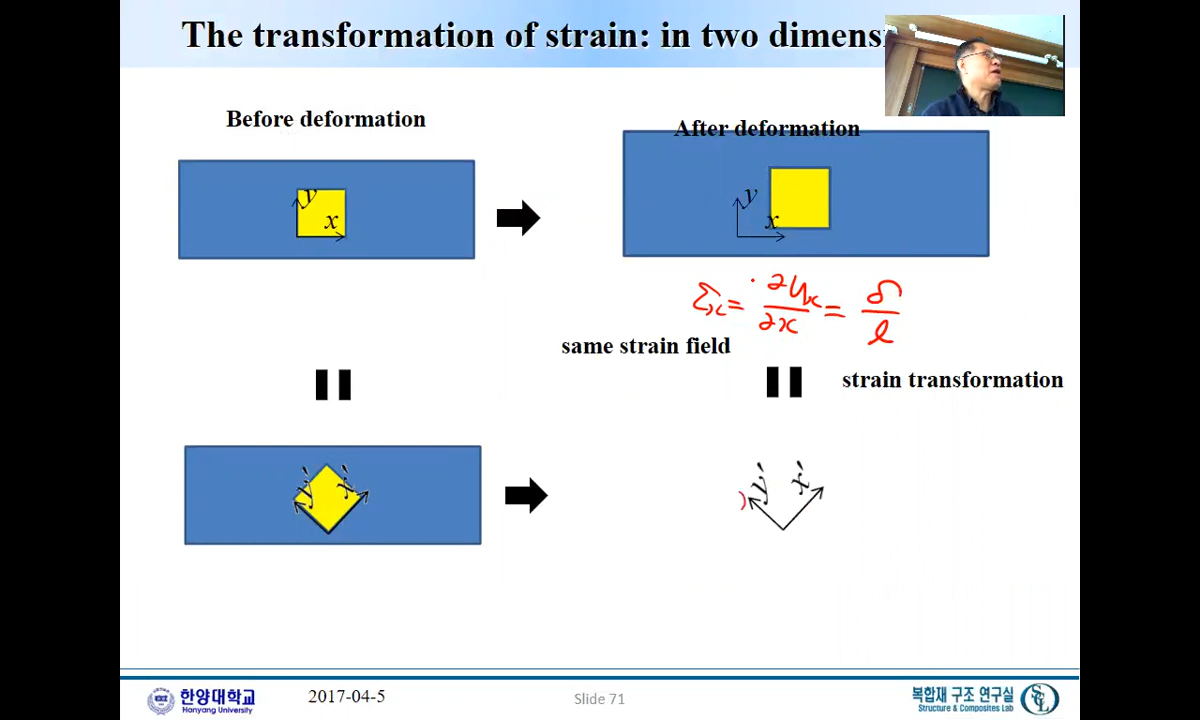 The transformation of strain: in two dimens
Before deformation
After deformation
y
x
y
x
εx = ∂ux/∂x = δ/l
same strain field
strain transformation
y'
x'
y'
x'
한양대학교
Hanyang University
2017-04-5
Slide 71
복합재 구조 연구실
Structure & Composites Lab